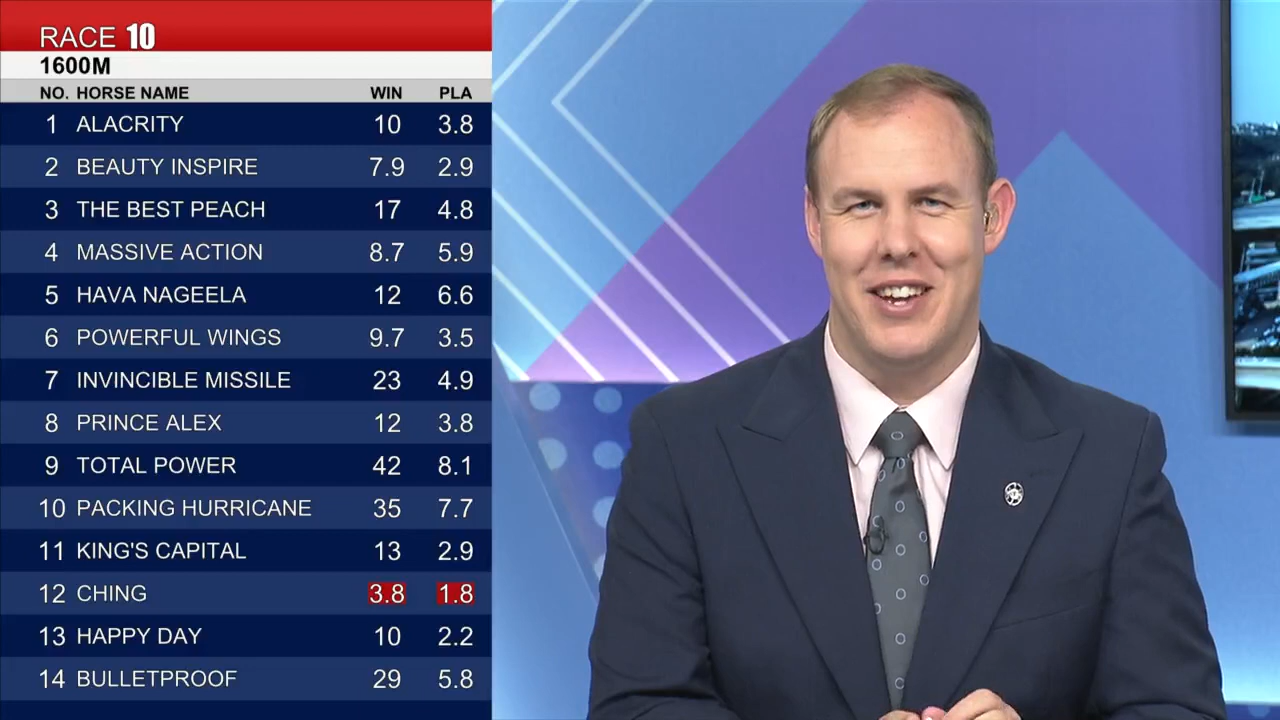 RACE 10
1600M
NO. HORSE NAME WIN PLA
1 ALACRITY 10 3.8
2 BEAUTY INSPIRE 7.9 2.9
3 THE BEST PEACH 17 4.8
4 MASSIVE ACTION 8.7 5.9
5 HAVA NAGEELA 12 6.6
6 POWERFUL WINGS 9.7 3.5
7 INVINCIBLE MISSILE 23 4.9
8 PRINCE ALEX 12 3.8
9 TOTAL POWER 42 8.1
10 PACKING HURRICANE 35 7.7
11 KING'S CAPITAL 13 2.9
12 CHING 3.8 1.8
13 HAPPY DAY 10 2.2
14 BULLETPROOF 29 5.8